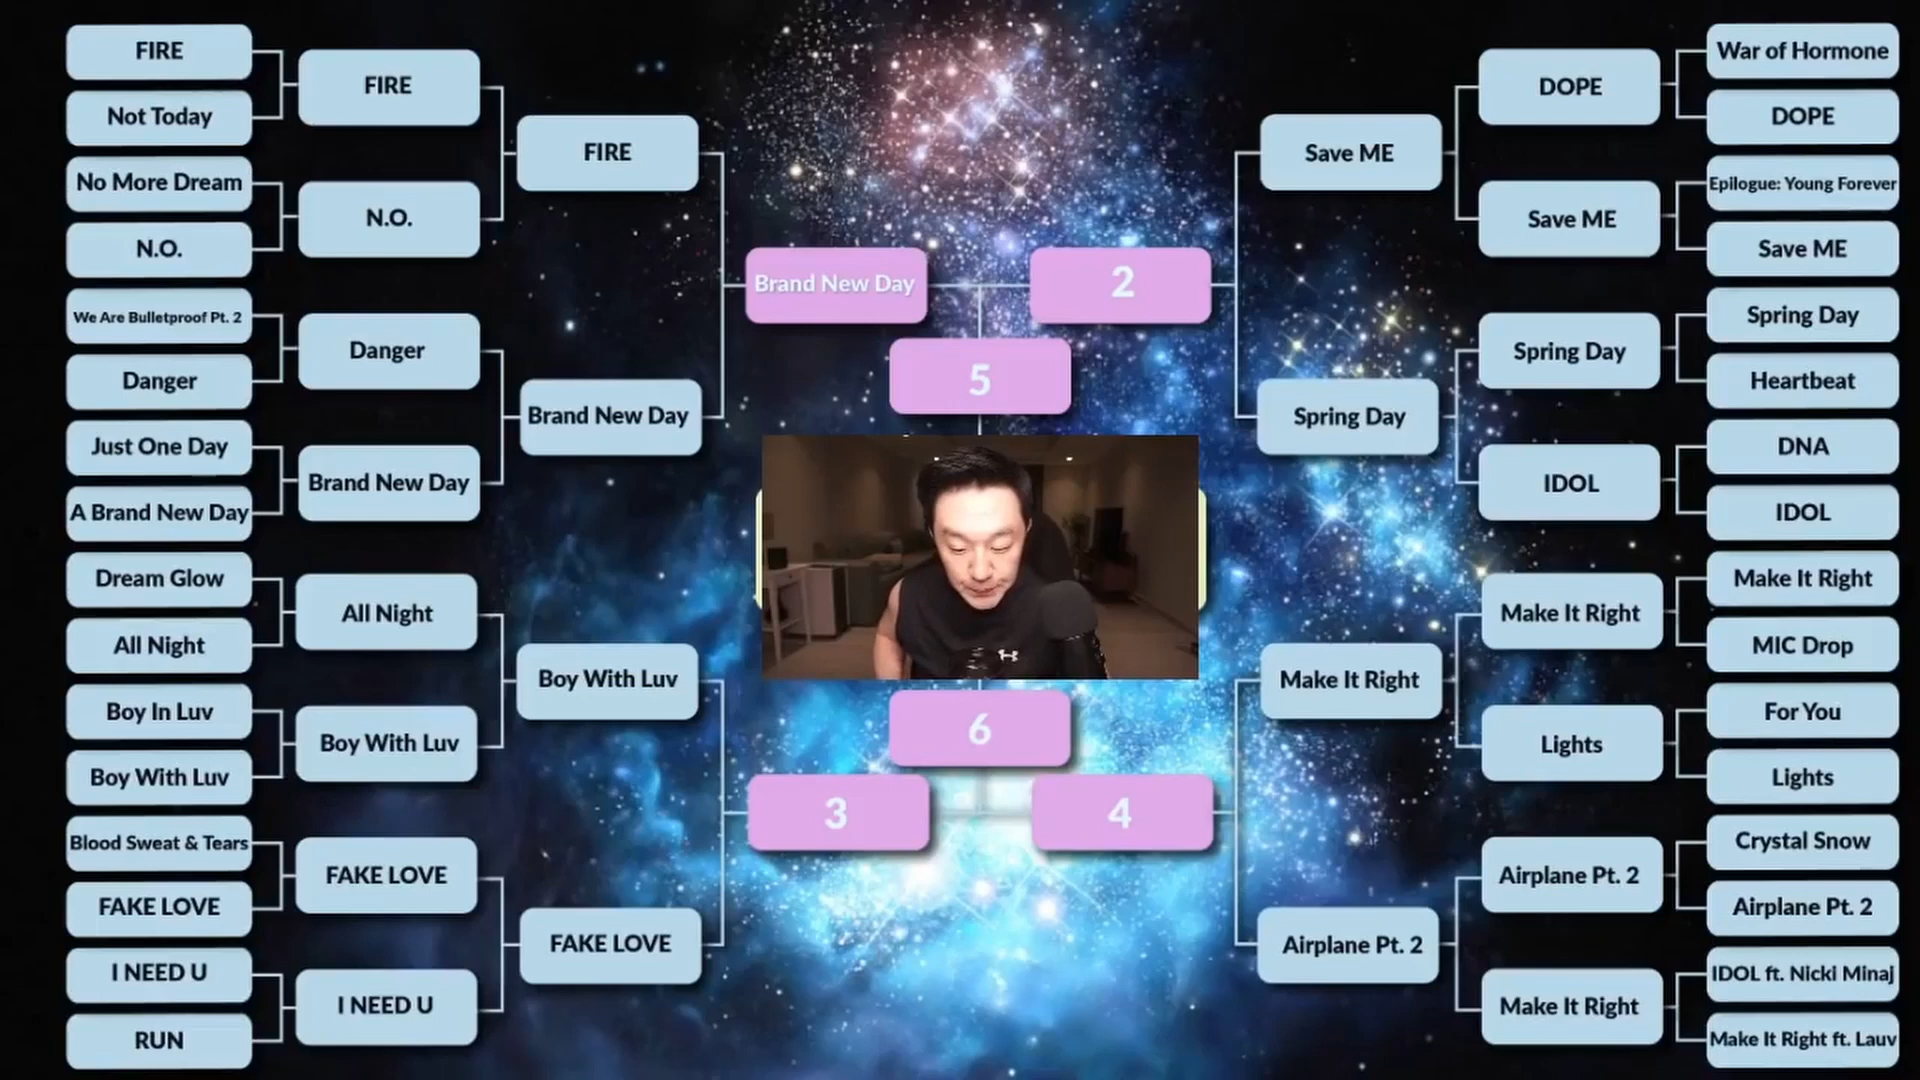 FIRE
Not Today
No More Dream
N.O.
We Are Bulletproof Pt. 2
Danger
Just One Day
A Brand New Day
Dream Glow
All Night
Boy In Luv
Boy With Luv
Blood Sweat & Tears
FAKE LOVE
I NEED U
RUN
FIRE
N.O.
Danger
Brand New Day
All Night
Boy With Luv
FAKE LOVE
I NEED U
FIRE
Brand New Day
Boy With Luv
FAKE LOVE
Brand New Day
2
5
6
3
4
Save ME
Spring Day
Make It Right
Airplane Pt. 2
DOPE
Save ME
Spring Day
IDOL
Make It Right
Lights
Airplane Pt. 2
Make It Right
War of Hormone
DOPE
Epilogue: Young Forever
Save ME
Spring Day
Heartbeat
DNA
IDOL
Make It Right
MIC Drop
For You
Lights
Crystal Snow
Airplane Pt. 2
IDOL ft. Nicki Minaj
Make It Right ft. Lauv